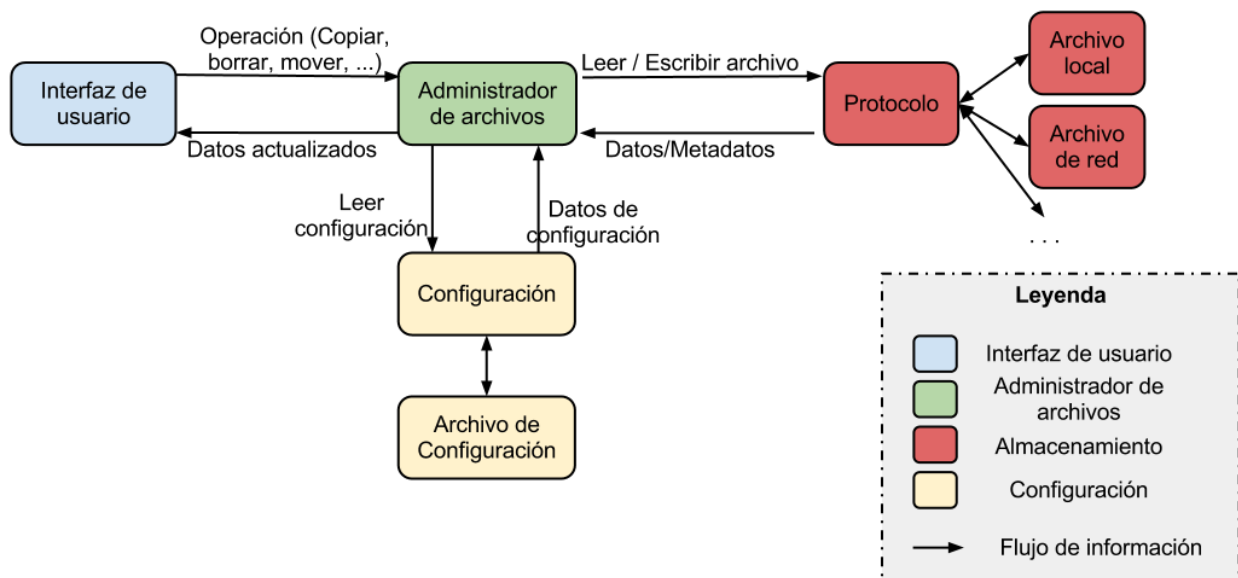 Operación (Copiar,
borrar, mover, ...)
Interfaz de
usuario
Datos actualizados
Administrador
de archivos
Leer / Escribir archivo
Datos/Metadatos
Protocolo
Archivo
local
Archivo
de red
. . .
Leer
configuración
Datos de
configuración
Configuración
Archivo de
Configuración
Leyenda
Interfaz de usuario
Administrador de
archivos
Almacenamiento
Configuración
Flujo de información